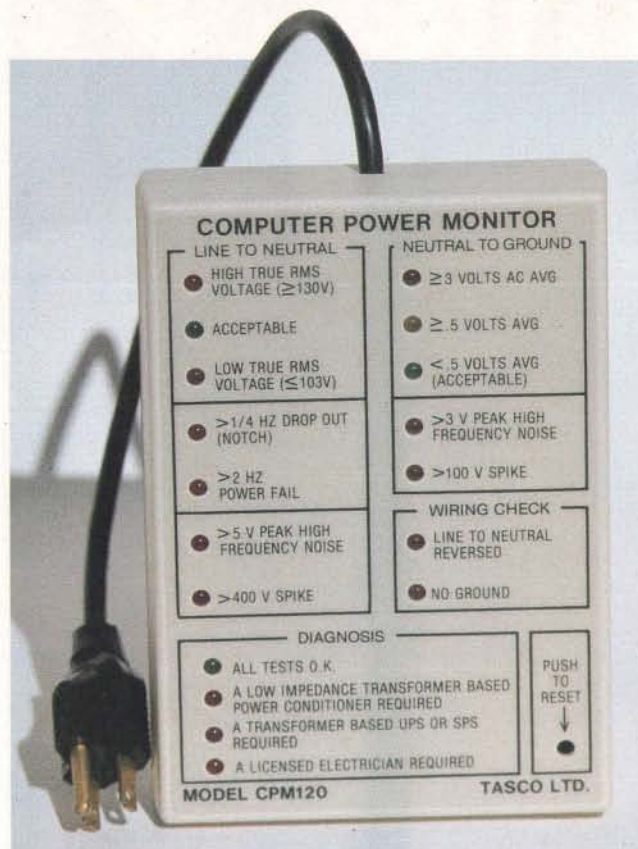 COMPUTER POWER MONITOR
LINE TO NEUTRAL
HIGH TRUE RMS
VOLTAGE (≥130V)
ACCEPTABLE
LOW TRUE RMS
VOLTAGE (≤103V)
>1/4 HZ DROP OUT
(NOTCH)
>2 HZ
POWER FAIL
>5 V PEAK HIGH
FREQUENCY NOISE
>400 V SPIKE
NEUTRAL TO GROUND
≥3 VOLTS AC AVG
≥.5 VOLTS AVG
<.5 VOLTS AVG
(ACCEPTABLE)
>3 V PEAK HIGH
FREQUENCY NOISE
>100 V SPIKE
WIRING CHECK
LINE TO NEUTRAL
REVERSED
NO GROUND
DIAGNOSIS
ALL TESTS O.K.
A LOW IMPEDANCE TRANSFORMER BASED
POWER CONDITIONER REQUIRED
A TRANSFORMER BASED UPS OR SPS
REQUIRED
A LICENSED ELECTRICIAN REQUIRED
PUSH
TO
RESET
MODEL CPM120
TASCO LTD.